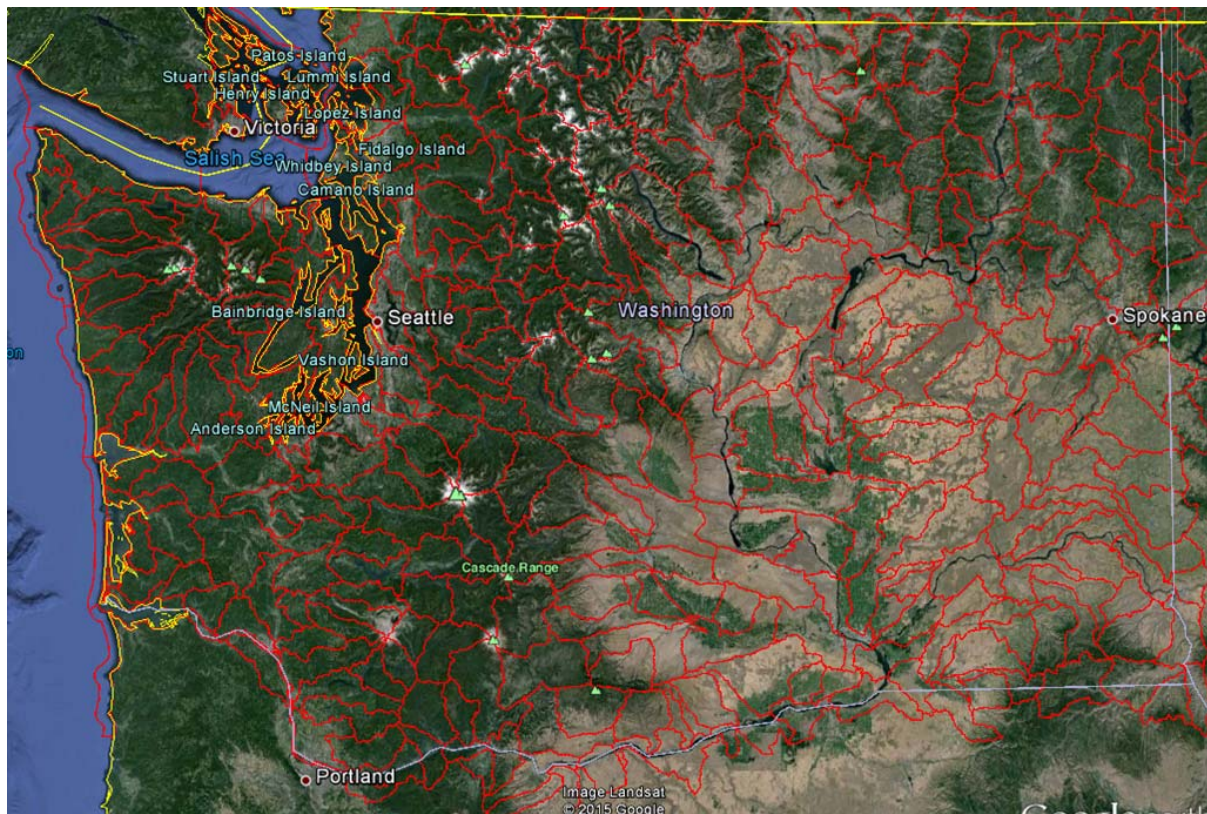 Patos Island
Stuart Island
Lummi Island
Henry Island
Lopez Island
Victoria
Fidalgo Island
Salish Sea
Whidbey Island
Camano Island
Bainbridge Island
Seattle
Washington
Spokane
Vashon Island
McNeil Island
Anderson Island
Cascade Range
Portland
Image Landsat
© 2015 Google